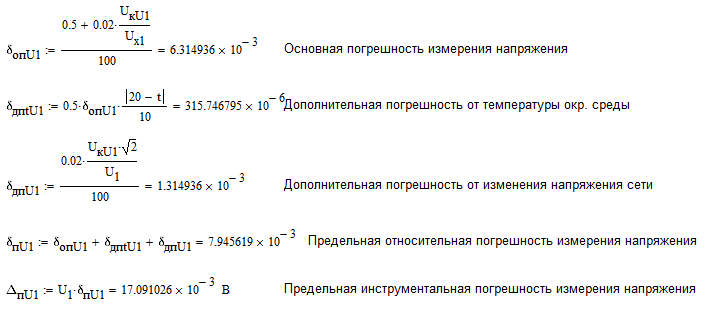 δопU1 := (0.5 + 0.02·UкU1/Ux1)/100 = 6.314936 × 10^-3 Основная погрешность измерения напряжения
δдптU1 := 0.5·δопU1·|20 − t|/10 = 315.746795 × 10^-6 Дополнительная погрешность от температуры окр. среды
δдпU1 := (0.02·UкU1·√2/U1)/100 = 1.314936 × 10^-3 Дополнительная погрешность от изменения напряжения сети
δпU1 := δопU1 + δдптU1 + δдпU1 = 7.945619 × 10^-3 Предельная относительная погрешность измерения напряжения
ΔпU1 := U1·δпU1 = 17.091026 × 10^-3 В Предельная инструментальная погрешность измерения напряжения